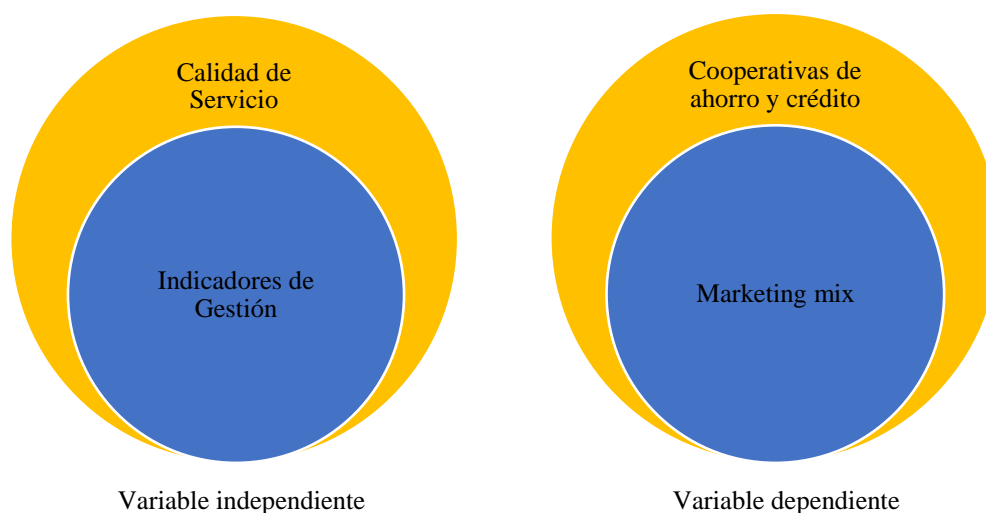 Calidad de
Servicio
Indicadores de
Gestión
Variable independiente
Cooperativas de
ahorro y crédito
Marketing mix
Variable dependiente